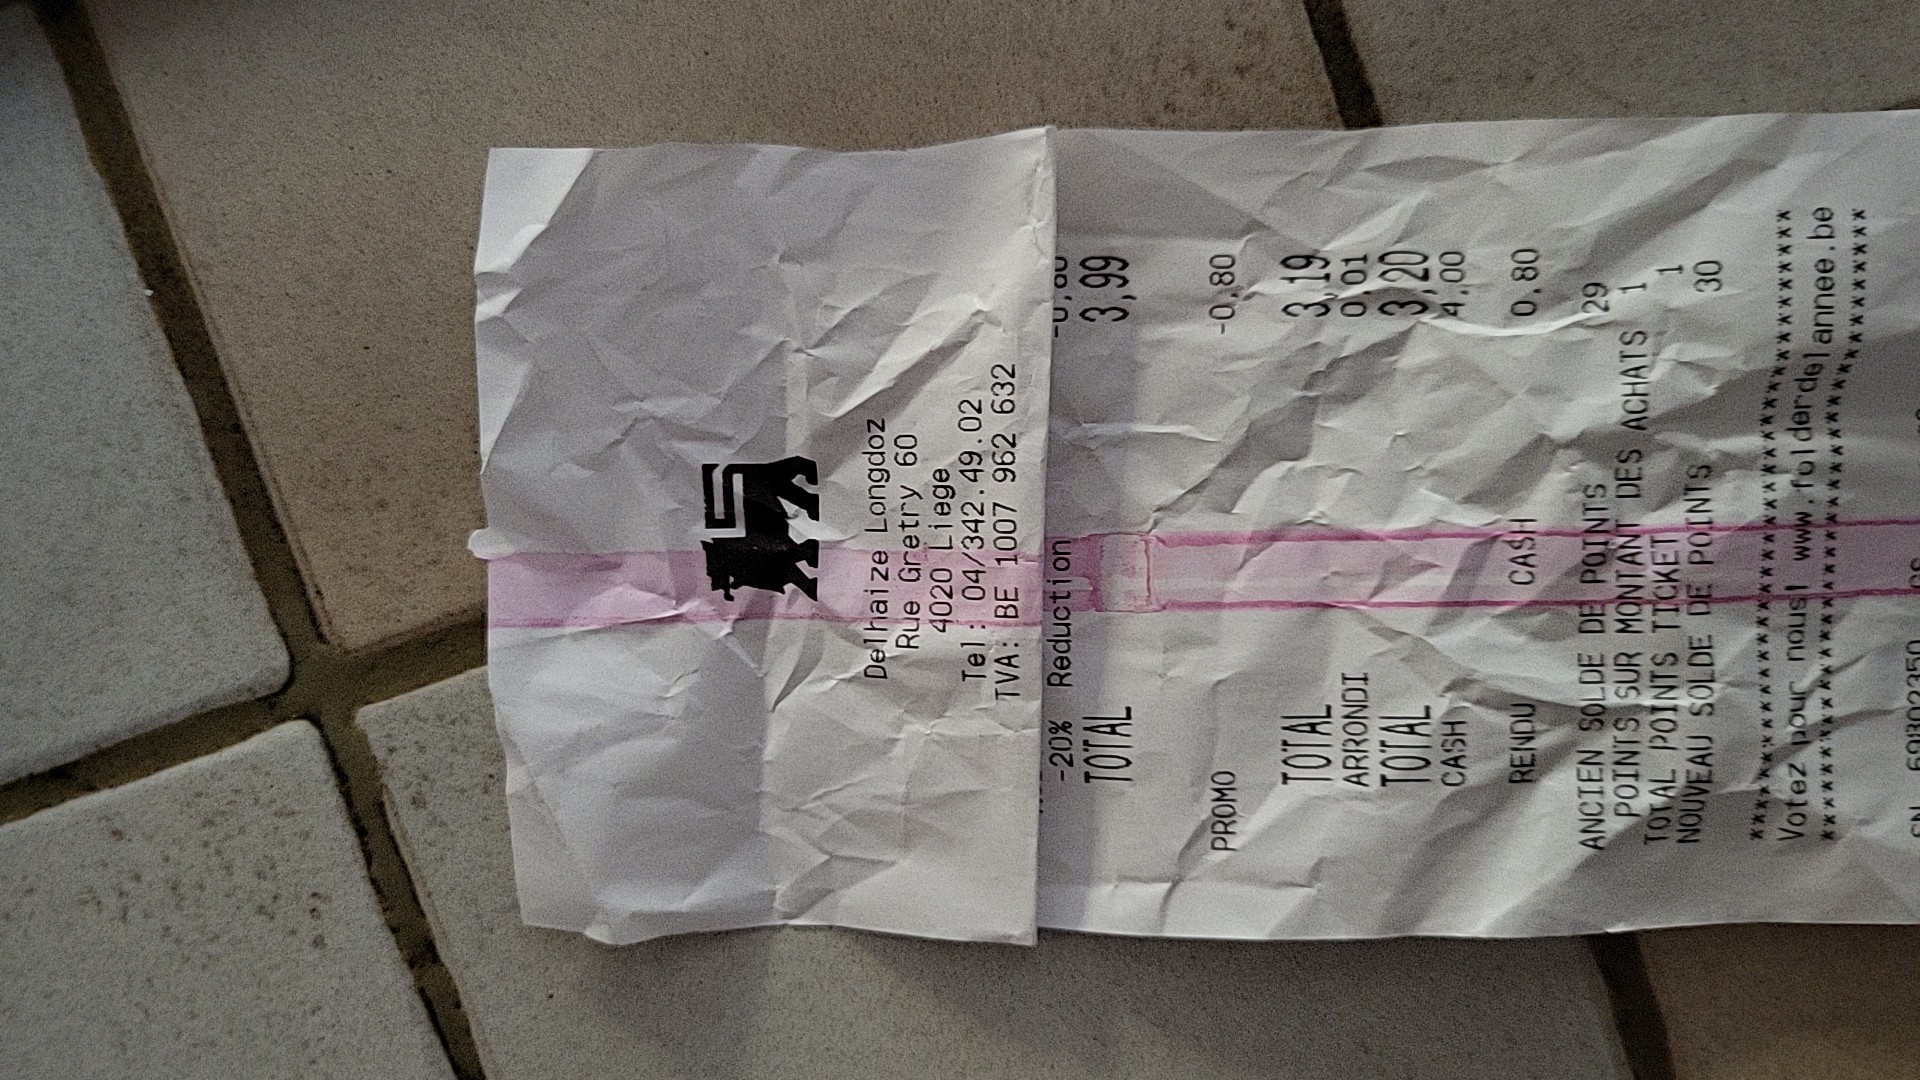 Delhaize Longdoz
Rue Gretry 60
4020 Liege
Tel : 04/342.49.02
TVA: BE 1007 962 632
-20% Reduction -0,80
TOTAL 3,99
PROMO -0,80
TOTAL 3,19
ARRONDI 0,01
TOTAL 3,20
CASH 4,00
RENDU CASH 0,80
ANCIEN SOLDE DE POINTS 29
POINTS SUR MONTANT DES ACHATS 1
TOTAL POINTS TICKET 1
NOUVEAU SOLDE DE POINTS 30
Votez pour nous! www.folderdelannee.be